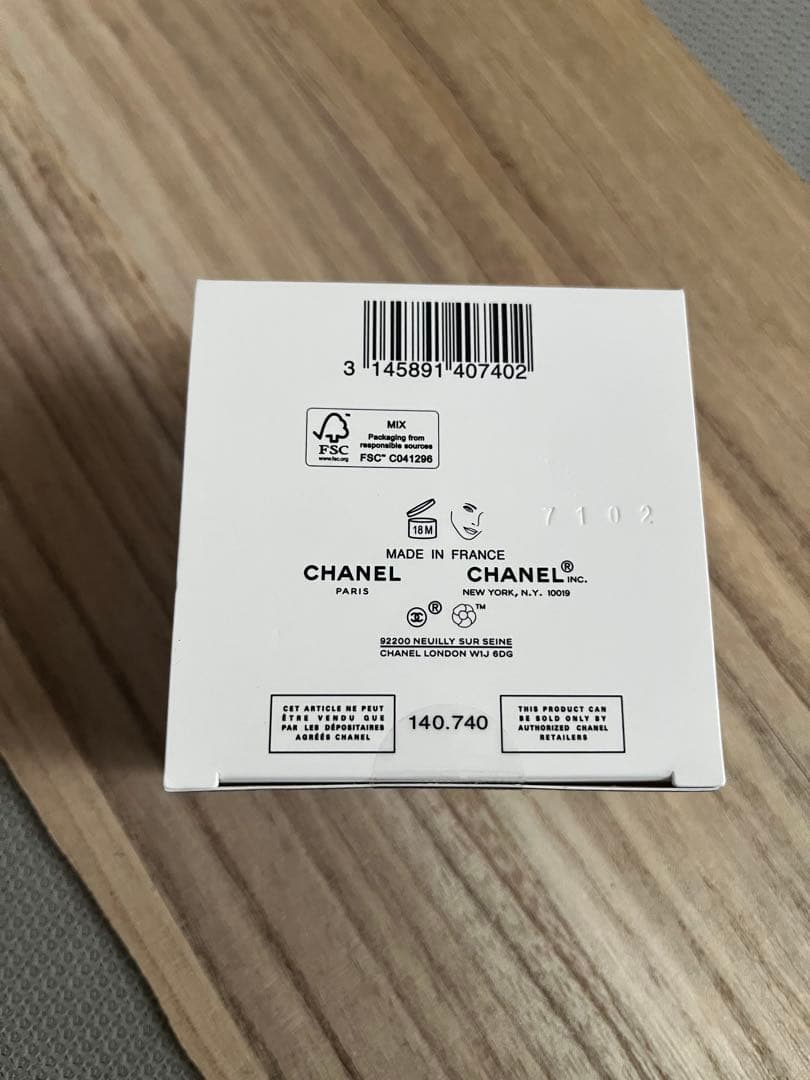 3 145891 407402
MIX
Packaging from
responsible sources
FSC™ C041296
FSC
www.fsc.org
18 M
7 1 0 2
MADE IN FRANCE
CHANEL
PARIS
CHANEL® INC.
NEW YORK, N.Y. 10019
® ™
92200 NEUILLY SUR SEINE
CHANEL LONDON W1J 6DG
CET ARTICLE NE PEUT
ÊTRE VENDU QUE
PAR LES DÉPOSITAIRES
AGRÉÉS CHANEL
140.740
THIS PRODUCT CAN
BE SOLD ONLY BY
AUTHORIZED CHANEL
RETAILERS